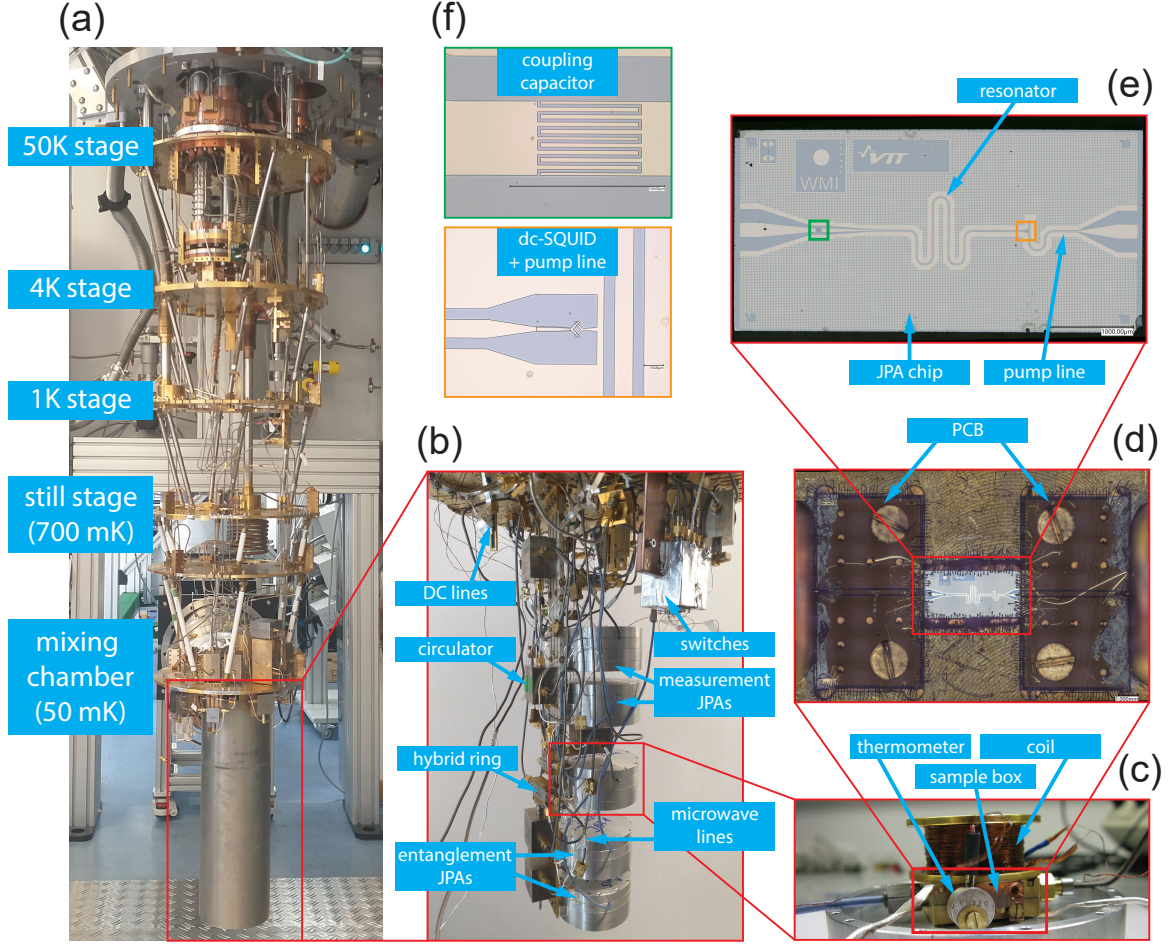 (a)
50K stage
4K stage
1K stage
still stage
(700 mK)
mixing
chamber
(50 mK)
(f)
coupling
capacitor
dc-SQUID
+ pump line
(e)
resonator
WMI
VTT
1000.00μm
JPA chip
pump line
(b)
DC lines
circulator
switches
measurement
JPAs
hybrid ring
microwave
lines
entanglement
JPAs
(d)
PCB
(c)
thermometer
coil
sample box